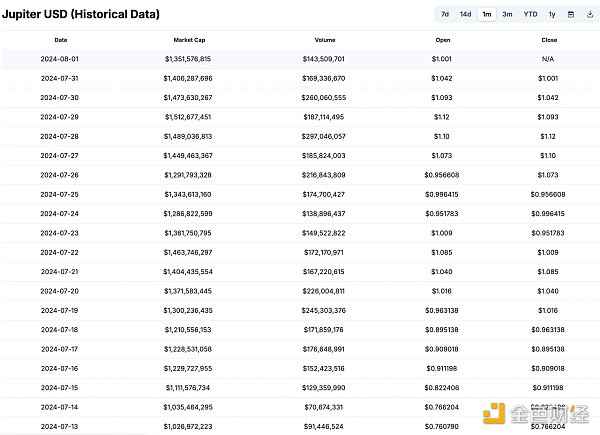 Jupiter USD (Historical Data)
7d 14d 1m 3m YTD 1y
Date Market Cap Volume Open Close
2024-08-01 $1,351,576,815 $143,509,701 $1.001 N/A
2024-07-31 $1,406,287,696 $169,336,670 $1.042 $1.001
2024-07-30 $1,473,630,267 $260,060,555 $1.093 $1.042
2024-07-29 $1,512,677,451 $187,114,495 $1.12 $1.093
2024-07-28 $1,489,036,813 $297,046,057 $1.10 $1.12
2024-07-27 $1,449,463,367 $185,824,003 $1.073 $1.10
2024-07-26 $1,291,793,328 $216,843,809 $0.956608 $1.073
2024-07-25 $1,343,613,160 $174,700,427 $0.996415 $0.956608
2024-07-24 $1,286,822,599 $138,896,437 $0.951783 $0.996415
2024-07-23 $1,361,750,795 $149,522,822 $1.009 $0.951783
2024-07-22 $1,463,746,297 $172,170,971 $1.085 $1.009
2024-07-21 $1,404,435,554 $167,220,615 $1.040 $1.085
2024-07-20 $1,371,583,445 $226,004,811 $1.016 $1.040
2024-07-19 $1,300,236,435 $245,303,376 $0.963138 $1.016
2024-07-18 $1,210,556,153 $171,859,176 $0.895138 $0.963138
2024-07-17 $1,228,531,058 $176,648,991 $0.909018 $0.895138
2024-07-16 $1,229,727,955 $152,423,516 $0.911198 $0.909018
2024-07-15 $1,111,576,734 $129,359,990 $0.822406 $0.911198
2024-07-14 $1,035,464,295 $70,674,331 $0.766204
2024-07-13 $1,026,972,223 $91,446,524 $0.760790 $0.766204
金色财经